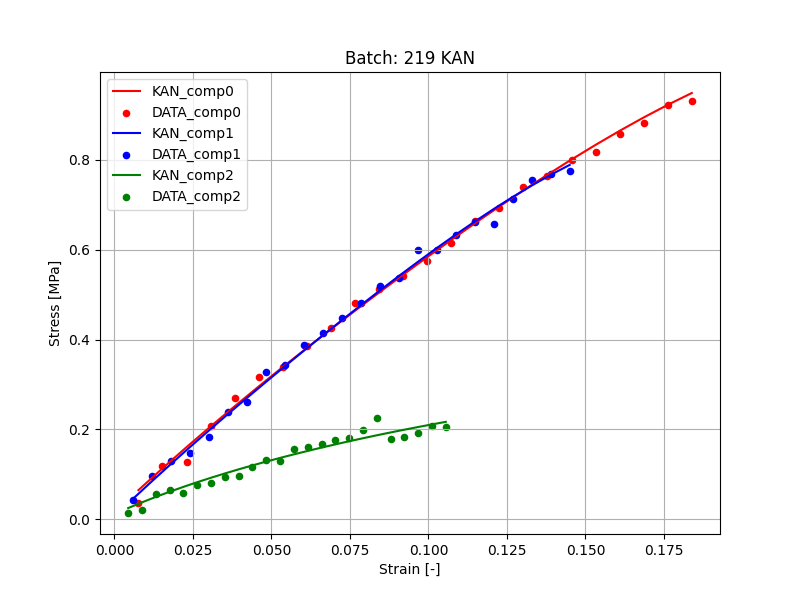 Batch: 219 KAN
KAN_comp0
DATA_comp0
KAN_comp1
DATA_comp1
KAN_comp2
DATA_comp2
Stress [MPa]
0.8
0.6
0.4
0.2
0.0
0.000 0.025 0.050 0.075 0.100 0.125 0.150 0.175
Strain [-]